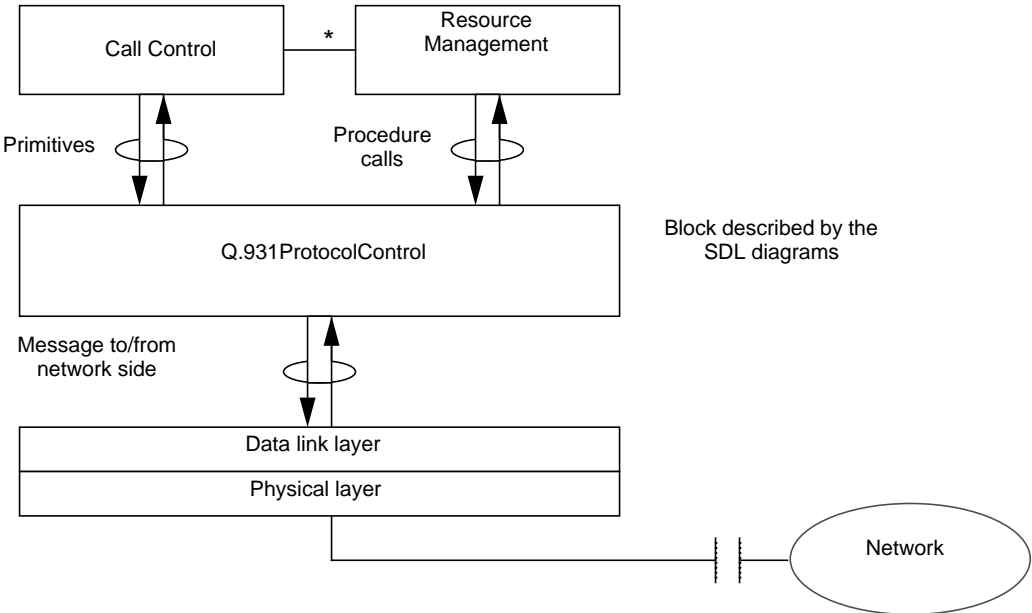 Call Control
*
Resource
Management
Primitives
Procedure
calls
Q.931ProtocolControl
Block described by the
SDL diagrams
Message to/from
network side
Data link layer
Physical layer
Network